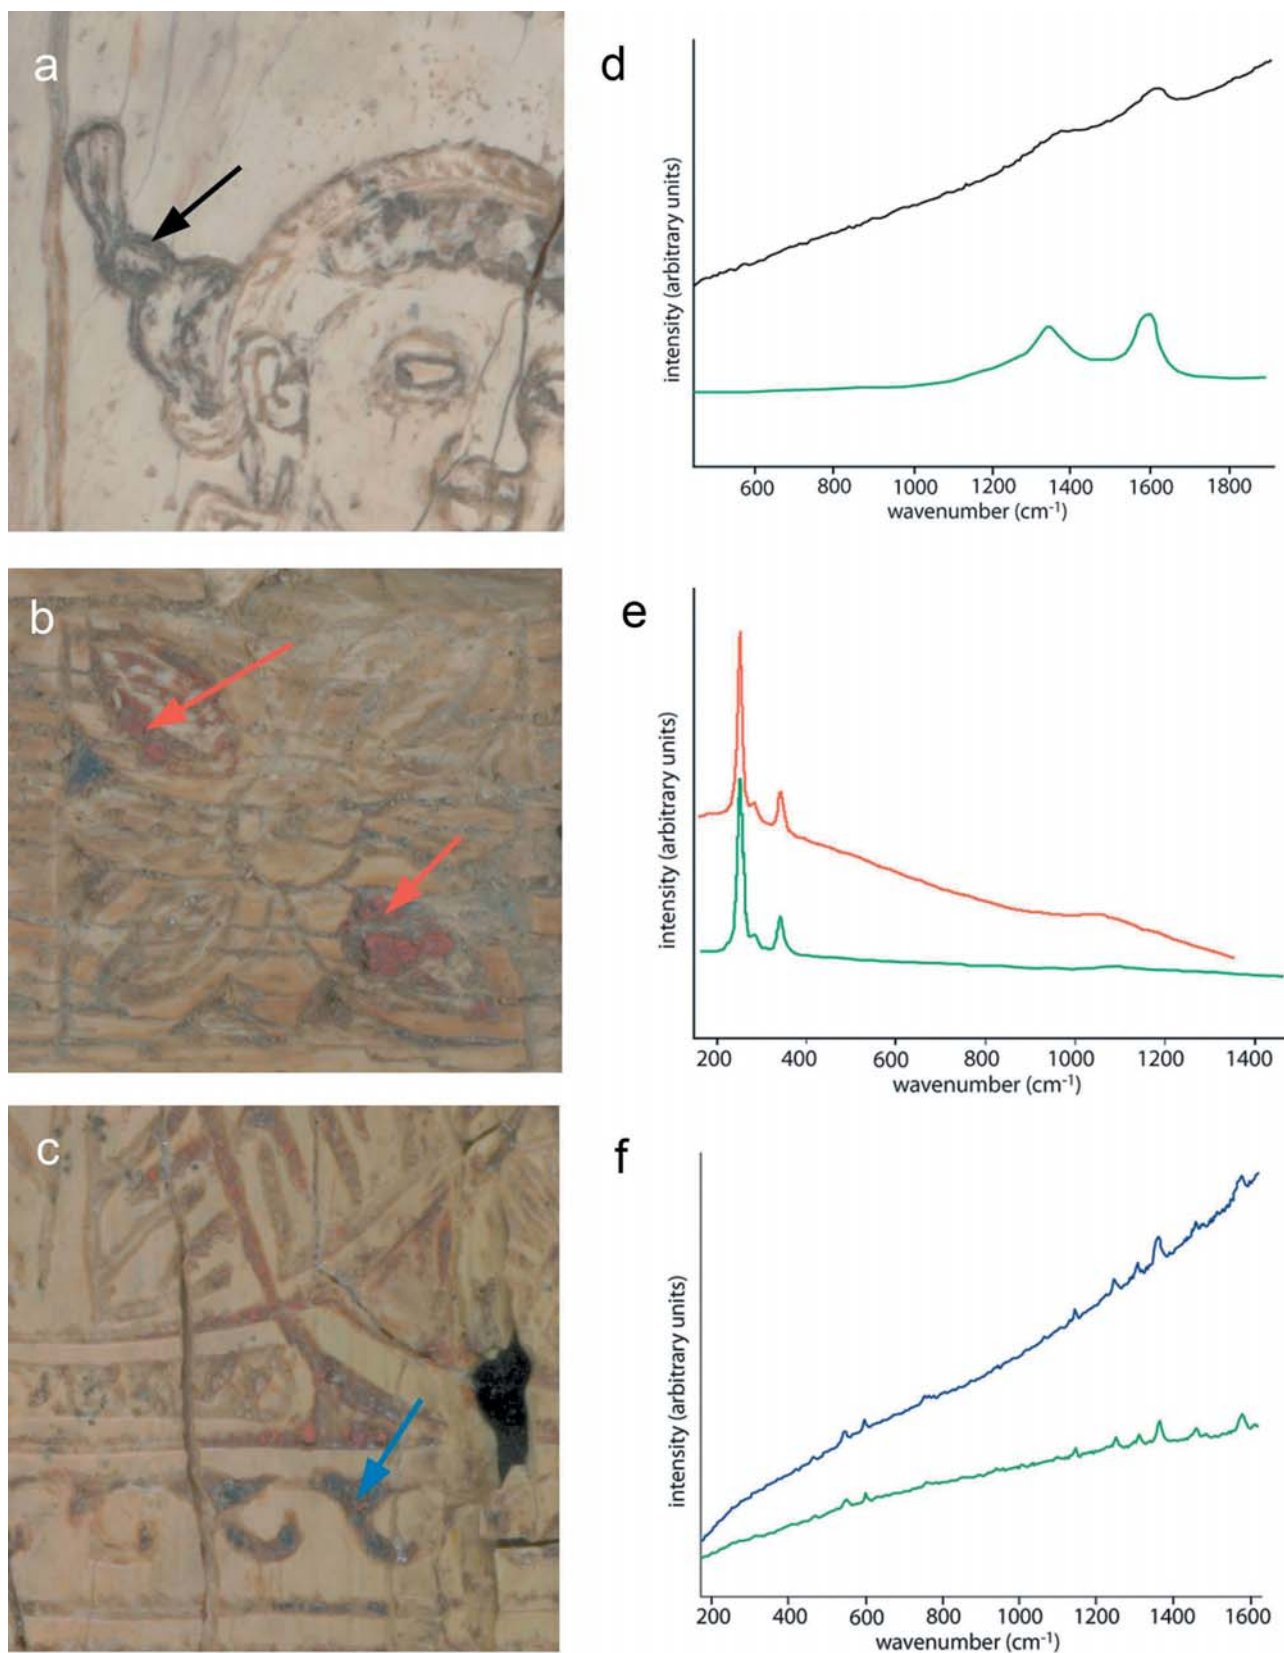 a
d
intensity (arbitrary units)
600 800 1000 1200 1400 1600 1800
wavenumber (cm-1)
b
e
intensity (arbitrary units)
200 400 600 800 1000 1200 1400
wavenumber (cm-1)
c
f
intensity (arbitrary units)
200 400 600 800 1000 1200 1400 1600
wavenumber (cm-1)